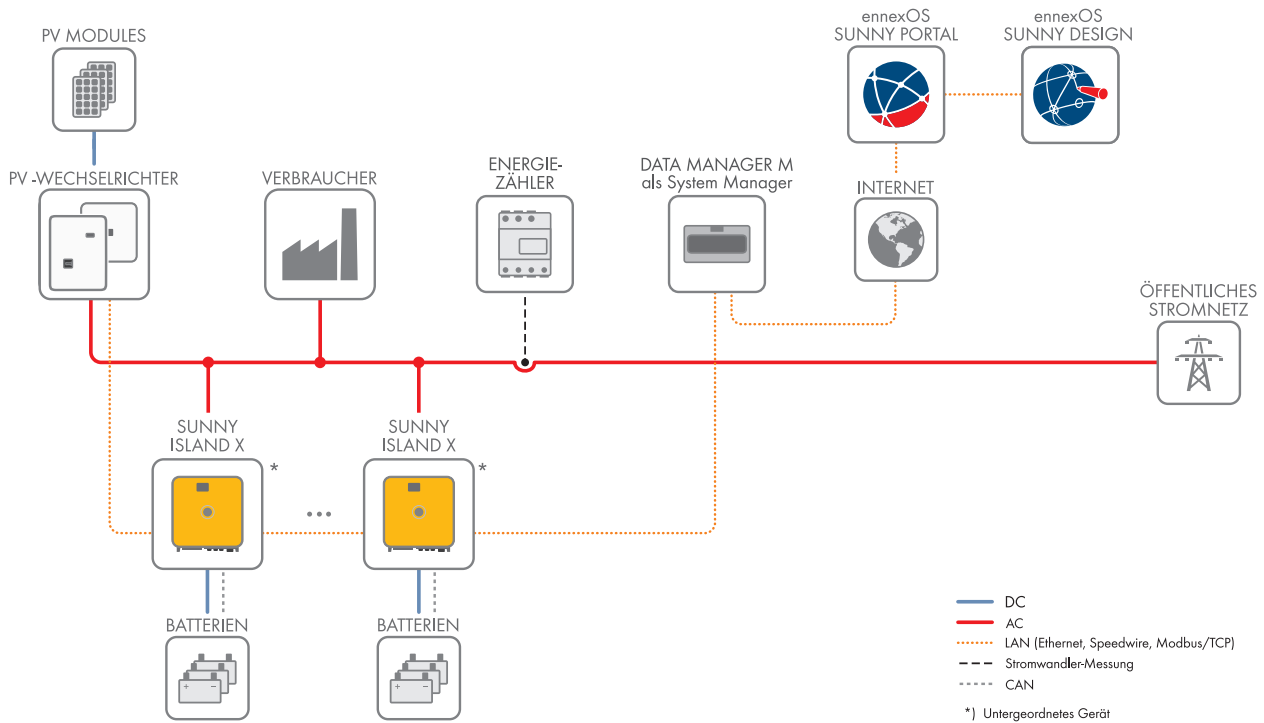 ennexOS
SUNNY PORTAL
ennexOS
SUNNY DESIGN
PV MODULES
PV -WECHSELRICHTER
VERBRAUCHER
ENERGIE-
ZÄHLER
DATA MANAGER M
als System Manager
INTERNET
ÖFFENTLICHES
STROMNETZ
SUNNY
ISLAND X
*
...
SUNNY
ISLAND X
*
BATTERIEN
BATTERIEN
DC
AC
LAN (Ethernet, Speedwire, Modbus/TCP)
Stromwandler-Messung
CAN
*) Untergeordnetes Gerät